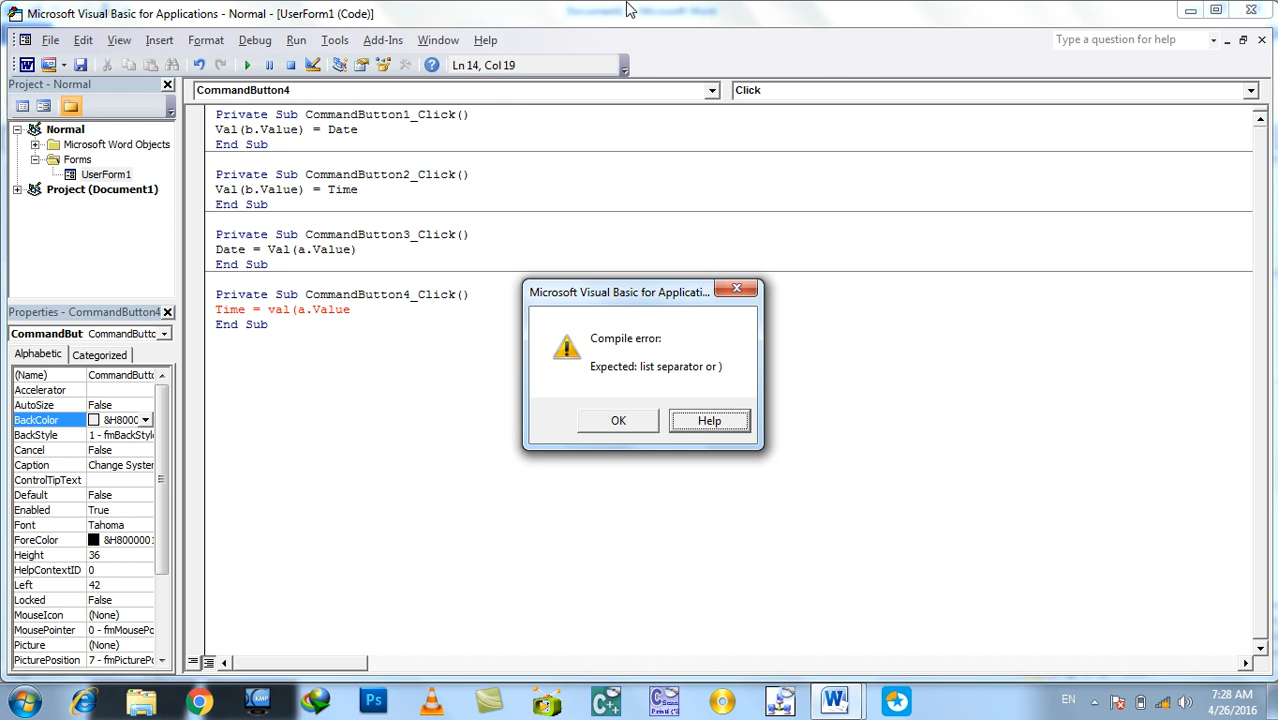 Microsoft Visual Basic for Applications - Normal - [UserForm1 (Code)]
File Edit View Insert Format Debug Run Tools Add-Ins Window Help
Type a question for help
Ln 14, Col 19
Project - Normal
CommandButton4
Click
Normal
Microsoft Word Objects
Forms
UserForm1
Project (Document1)
Private Sub CommandButton1_Click()
Val(b.Value) = Date
End Sub
Private Sub CommandButton2_Click()
Val(b.Value) = Time
End Sub
Private Sub CommandButton3_Click()
Date = Val(a.Value)
End Sub
Private Sub CommandButton4_Click()
Time = val(a.Value
End Sub
Microsoft Visual Basic for Applicati...
Compile error:
Expected: list separator or )
OK
Help
Properties - CommandButton4
CommandBut CommandButto
Alphabetic Categorized
(Name) CommandButto
Accelerator
AutoSize False
BackColor &H8000
BackStyle 1 - fmBackStyle
Cancel False
Caption Change System
ControlTipText
Default False
Enabled True
Font Tahoma
ForeColor &H8000001
Height 36
HelpContextID 0
Left 42
Locked False
MouseIcon (None)
MousePointer 0 - fmMousePo
Picture (None)
PicturePosition 7 - fmPicturePo
EN
7:28 AM
4/26/2016